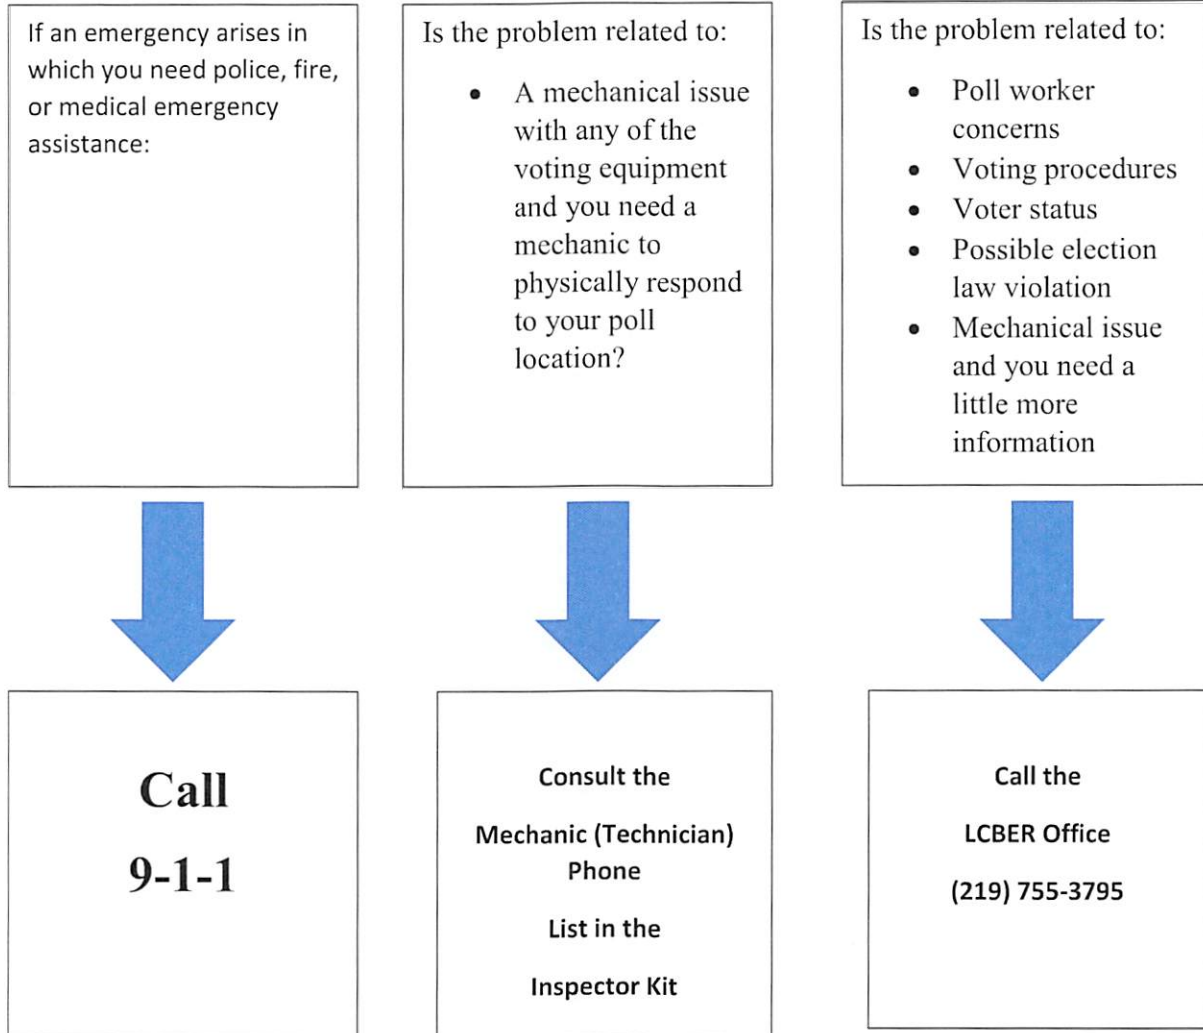 If an emergency arises in
which you need police, fire,
or medical emergency
assistance:
Is the problem related to:
• A mechanical issue
with any of the
voting equipment
and you need a
mechanic to
physically respond
to your poll
location?
Is the problem related to:
• Poll worker
concerns
• Voting procedures
• Voter status
• Possible election
law violation
• Mechanical issue
and you need a
little more
information
Call
9-1-1
Consult the
Mechanic (Technician)
Phone
List in the
Inspector Kit
Call the
LCBER Office
(219) 755-3795